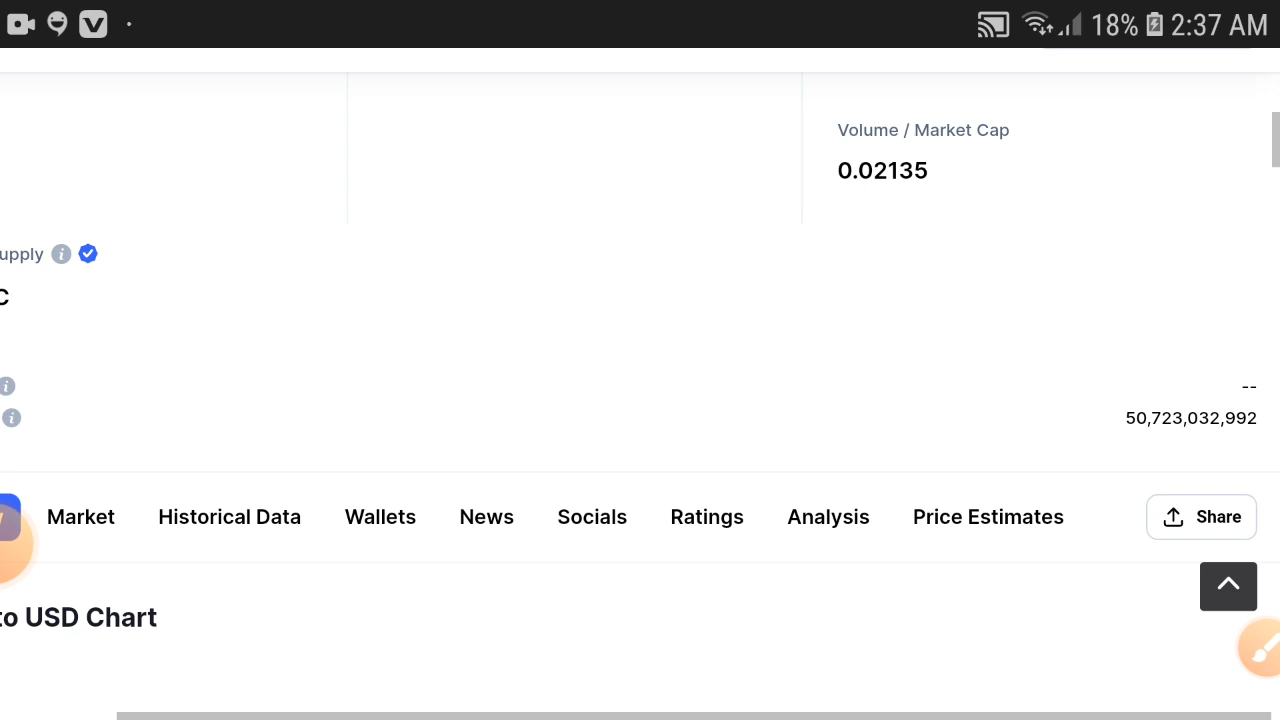 18% 2:37 AM
Volume / Market Cap
0.02135
upply
C
--
50,723,032,992
Market Historical Data Wallets News Socials Ratings Analysis Price Estimates Share
to USD Chart